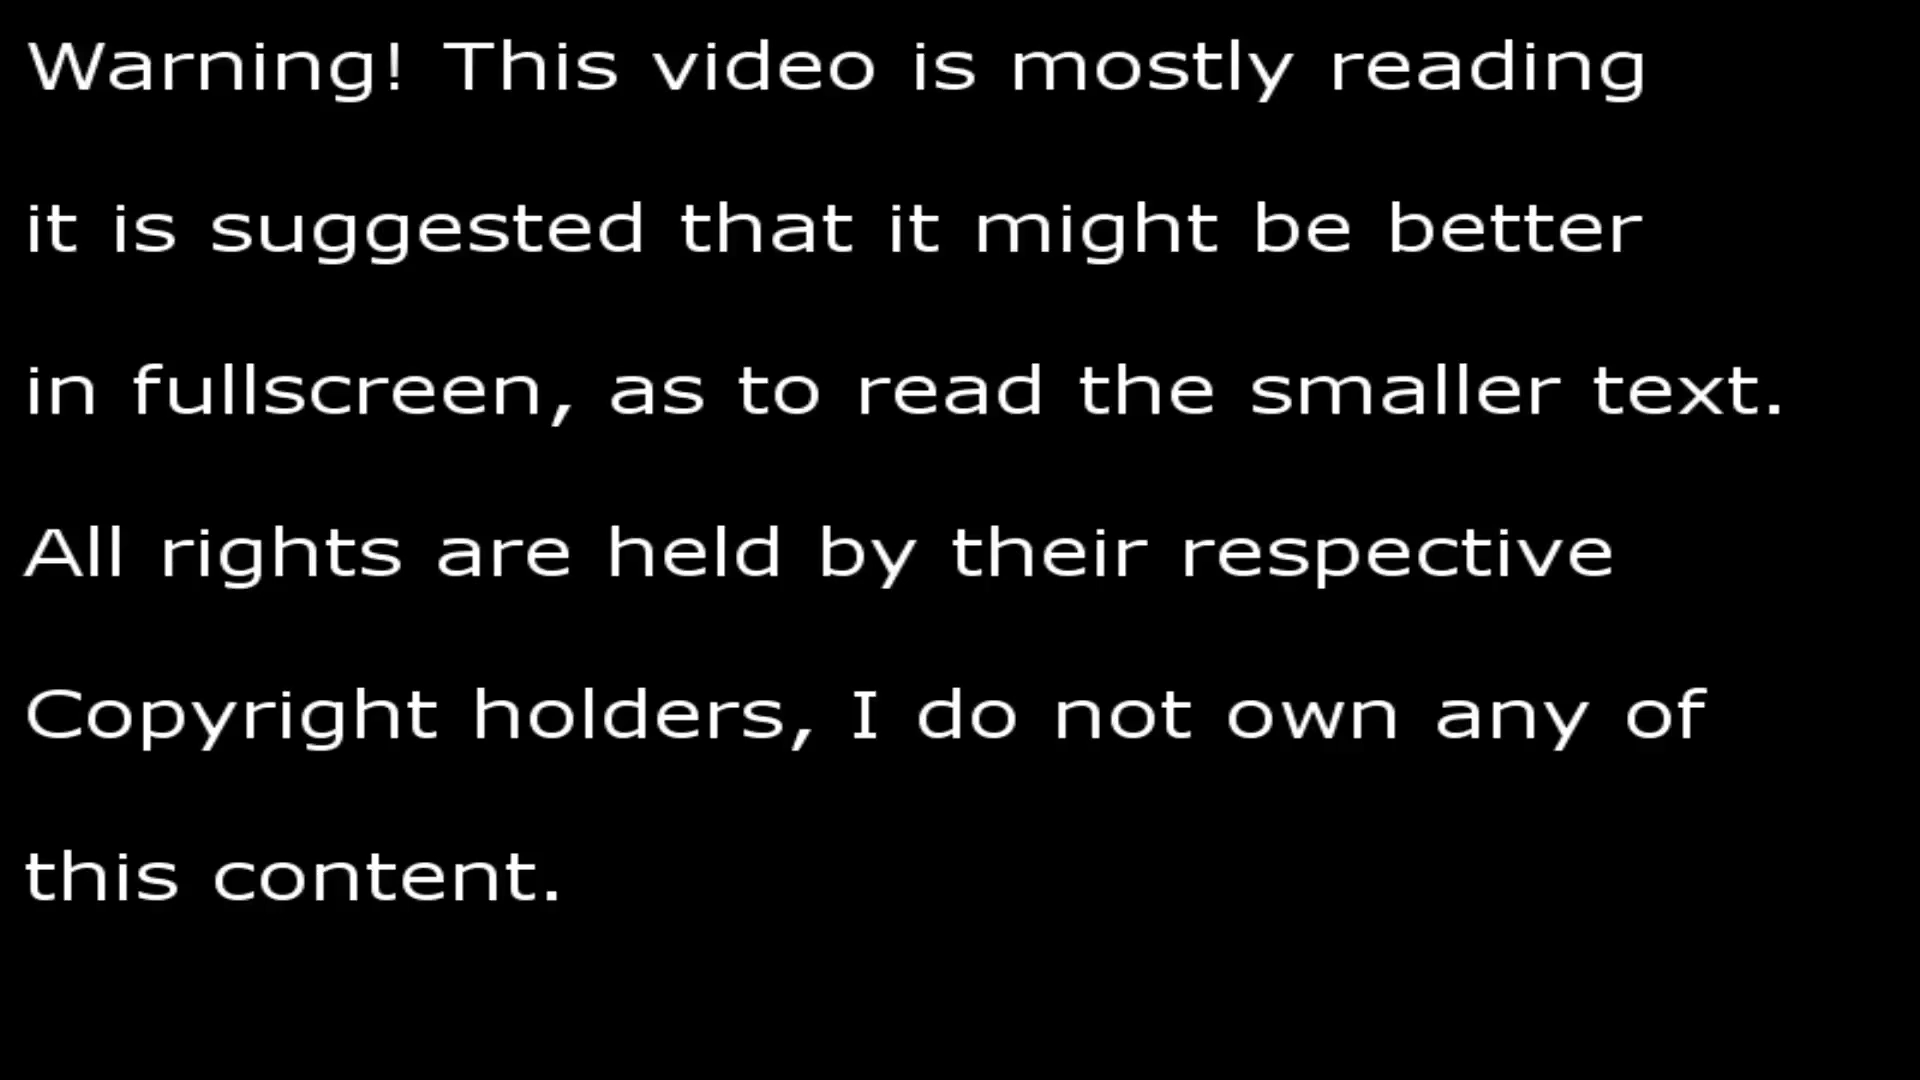 Warning! This video is mostly reading
it is suggested that it might be better
in fullscreen, as to read the smaller text.
All rights are held by their respective
Copyright holders, I do not own any of
this content.